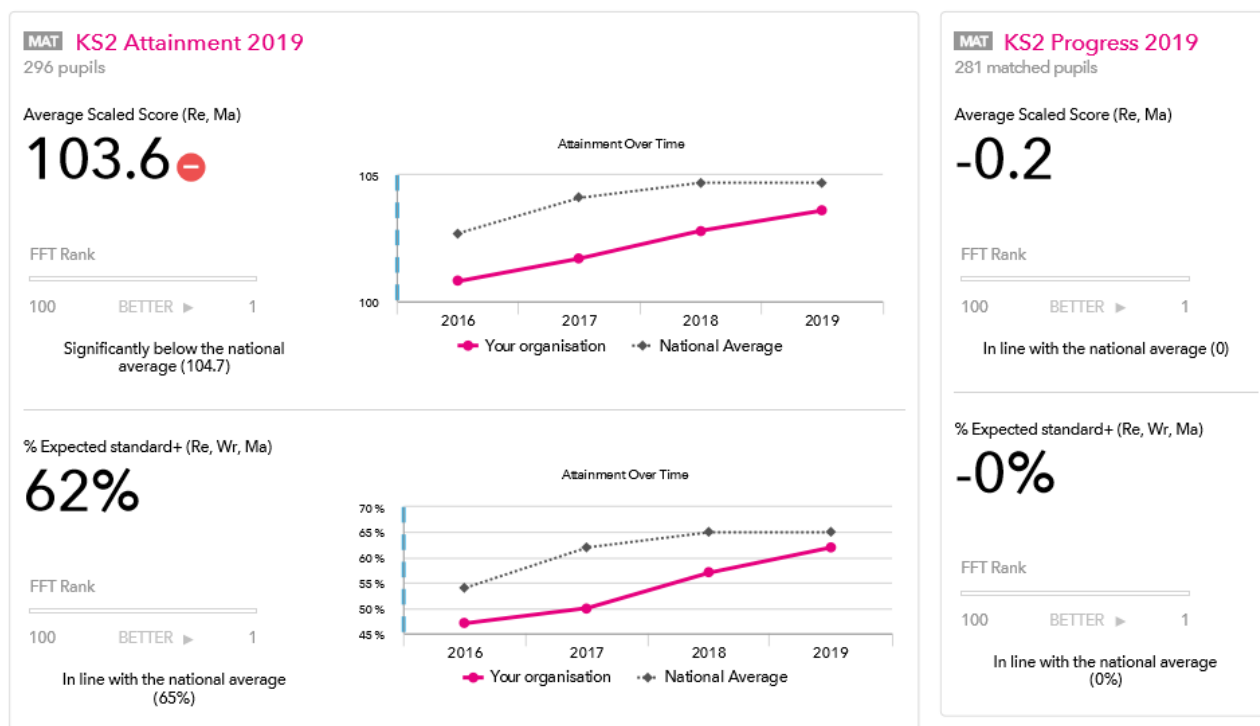 MAT KS2 Attainment 2019
296 pupils
Average Scaled Score (Re, Ma)
103.6
FFT Rank
100 BETTER ▶ 1
Significantly below the national
average (104.7)
Attainment Over Time
105
100
2016 2017 2018 2019
Your organisation National Average
% Expected standard+ (Re, Wr, Ma)
62%
FFT Rank
100 BETTER ▶ 1
In line with the national average
(65%)
Attainment Over Time
70%
65%
60%
55%
50%
45%
2016 2017 2018 2019
Your organisation National Average
MAT KS2 Progress 2019
281 matched pupils
Average Scaled Score (Re, Ma)
-0.2
FFT Rank
100 BETTER ▶ 1
In line with the national average (0)
% Expected standard+ (Re, Wr, Ma)
-0%
FFT Rank
100 BETTER ▶ 1
In line with the national average
(0%)